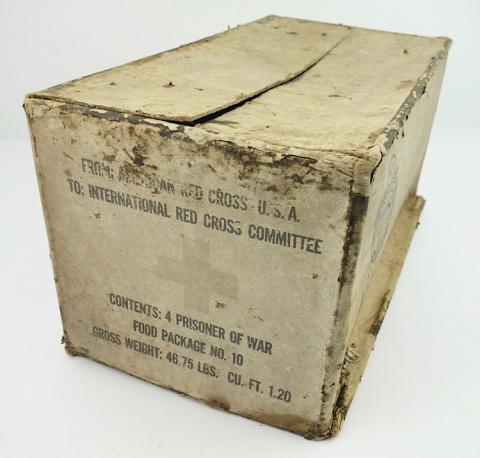 FROM: AMERICAN RED CROSS - U. S. A.
TO: INTERNATIONAL RED CROSS COMMITTEE
CONTENTS: 4 PRISONER OF WAR
FOOD PACKAGE NO. 10
GROSS WEIGHT: 46.75 LBS. CU. FT. 1.20